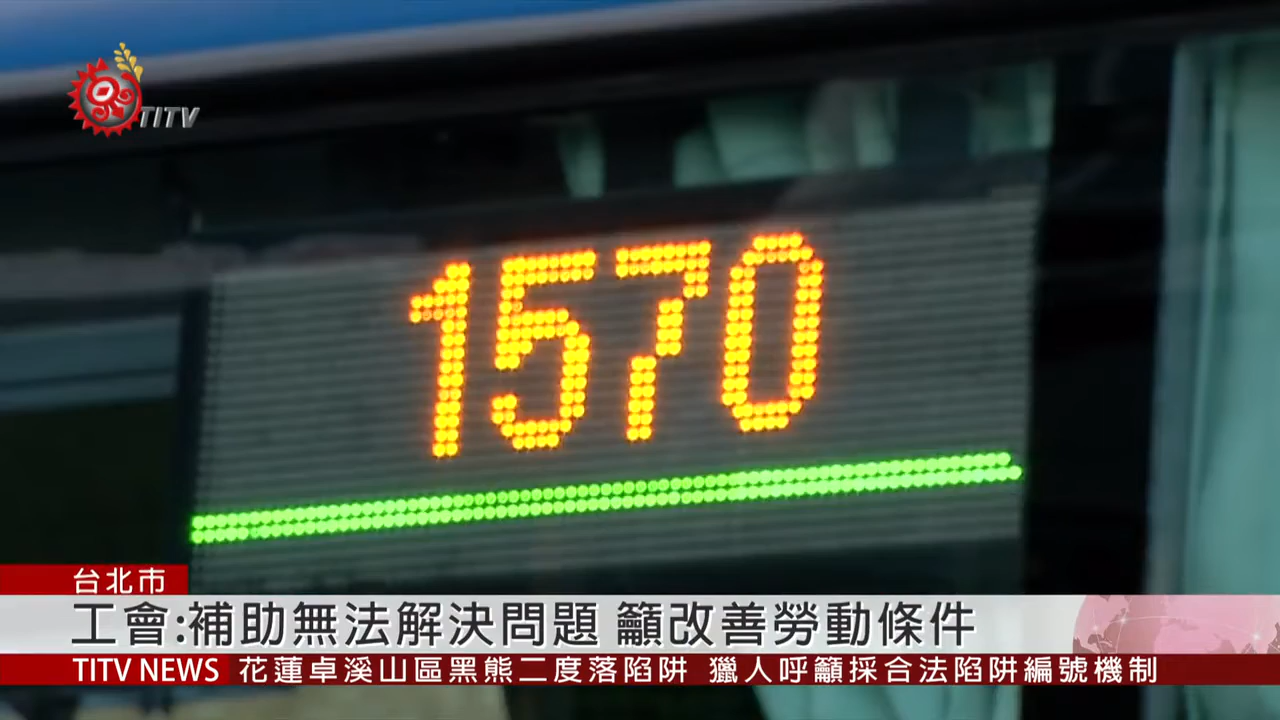 TITV
1570
台北市
工會:補助無法解決問題 籲改善勞動條件
TITV NEWS 花蓮卓溪山區黑熊二度落陷阱 獵人呼籲採合法陷阱編號機制